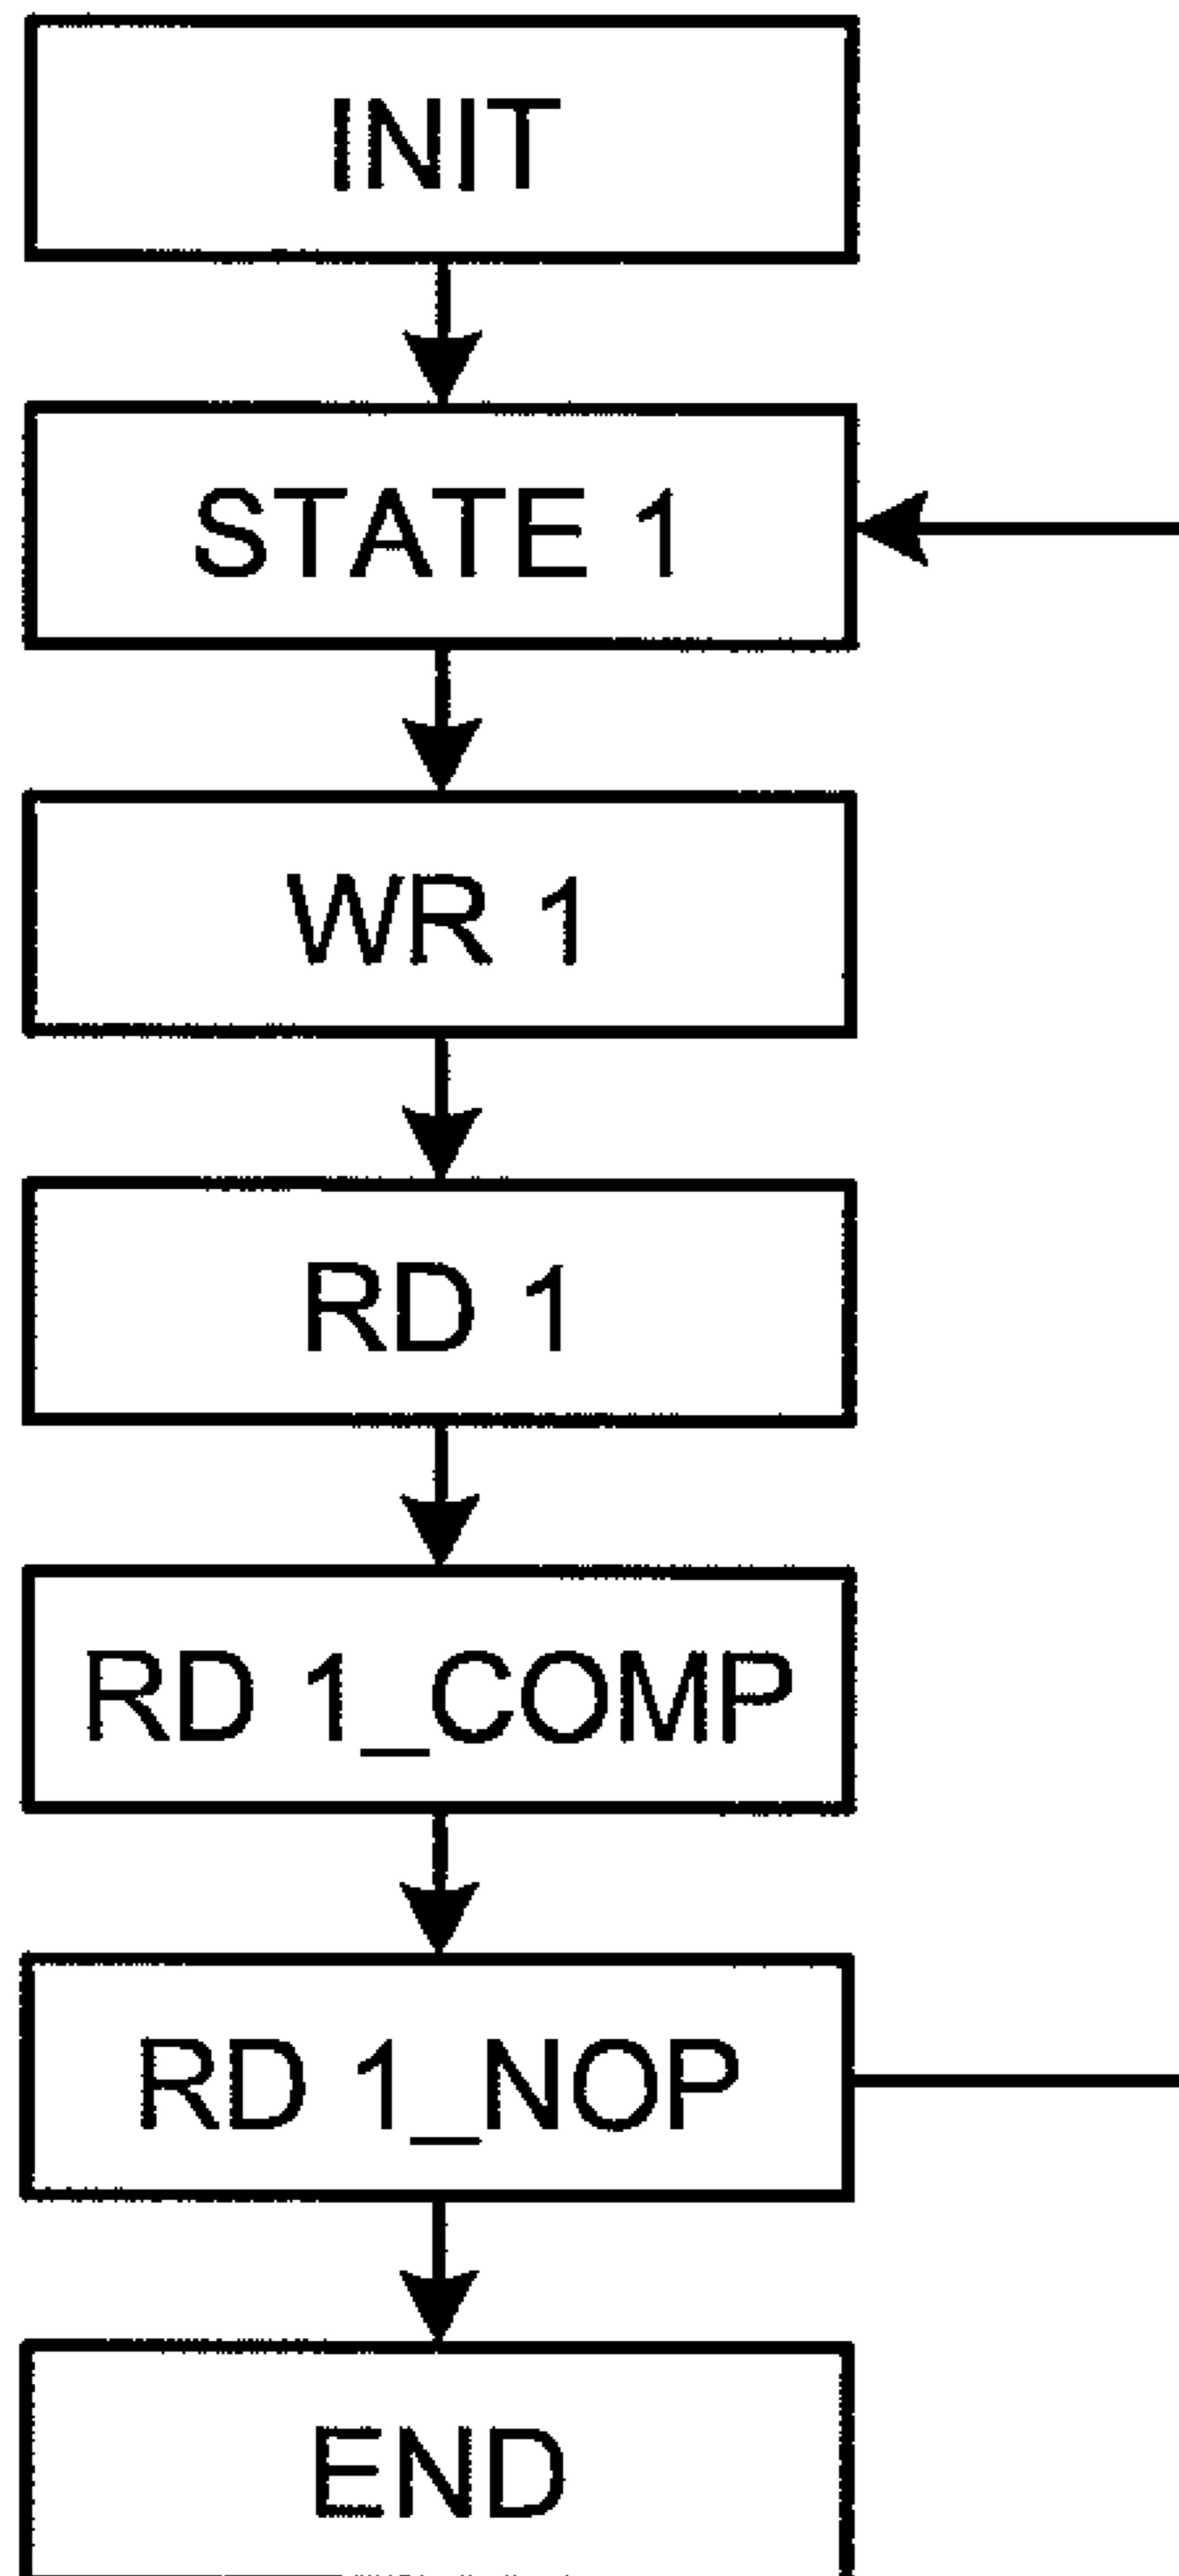 INIT
STATE 1
WR 1
RD 1
RD 1_COMP
RD 1_NOP
END